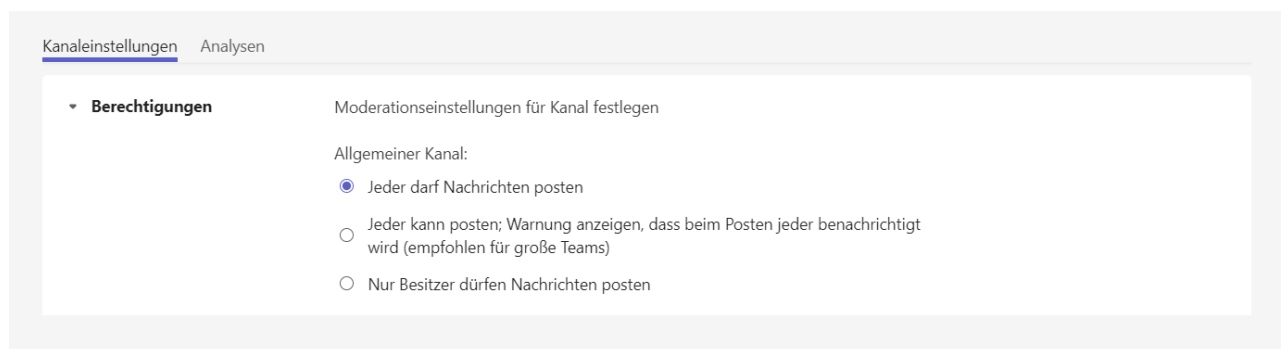 Kanaleinstellungen Analysen
Berechtigungen Moderationseinstellungen für Kanal festlegen
Allgemeiner Kanal:
Jeder darf Nachrichten posten
Jeder kann posten; Warnung anzeigen, dass beim Posten jeder benachrichtigt
wird (empfohlen für große Teams)
Nur Besitzer dürfen Nachrichten posten